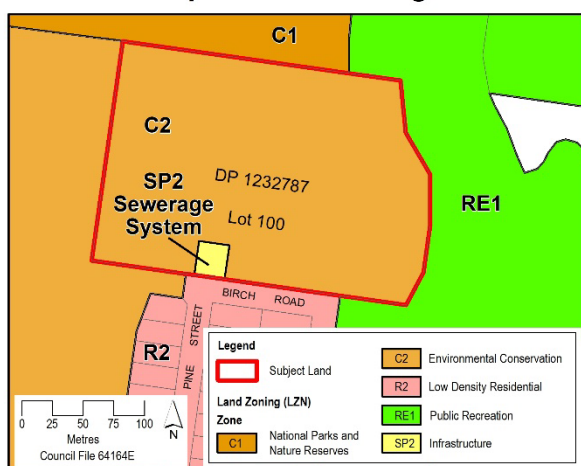 C1
C2
SP2
Sewerage
System
DP 1232787
Lot 100
RE1
BIRCH ROAD
PINE STREET
R2
0 25 50 75 100
Metres
Council File 64164E
N
Legend
Subject Land
Land Zoning (LZN)
Zone
C1 National Parks and
Nature Reserves
C2 Environmental Conservation
R2 Low Density Residential
RE1 Public Recreation
SP2 Infrastructure